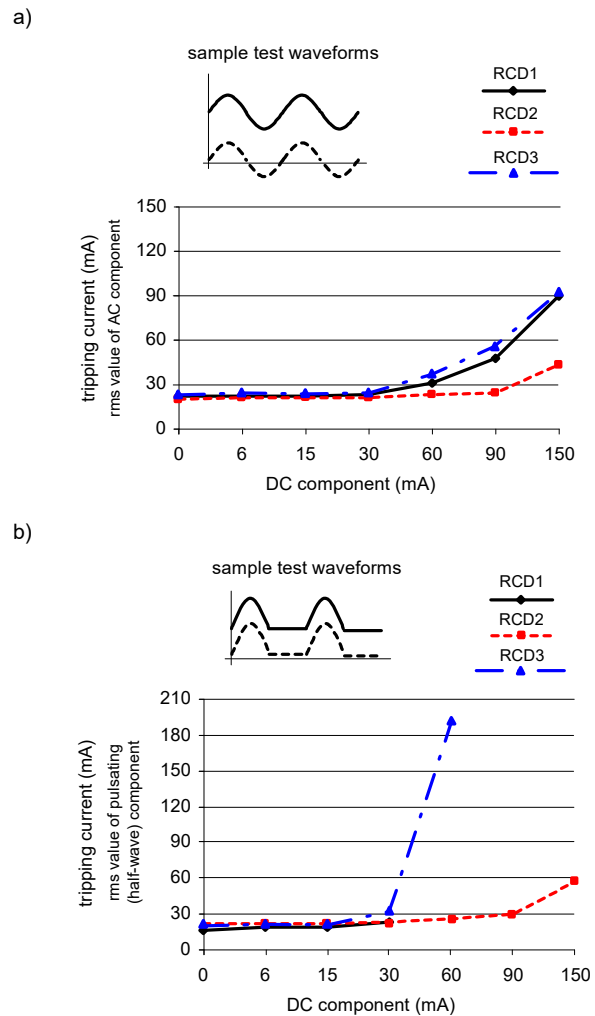 a)
sample test waveforms
RCD1
RCD2
RCD3
tripping current (mA)
rms value of AC component
150
120
90
60
30
0
0 6 15 30 60 90 150
DC component (mA)
b)
sample test waveforms
RCD1
RCD2
RCD3
tripping current (mA)
rms value of pulsating
(half-wave) component
210
180
150
120
90
60
30
0
0 6 15 30 60 90 150
DC component (mA)